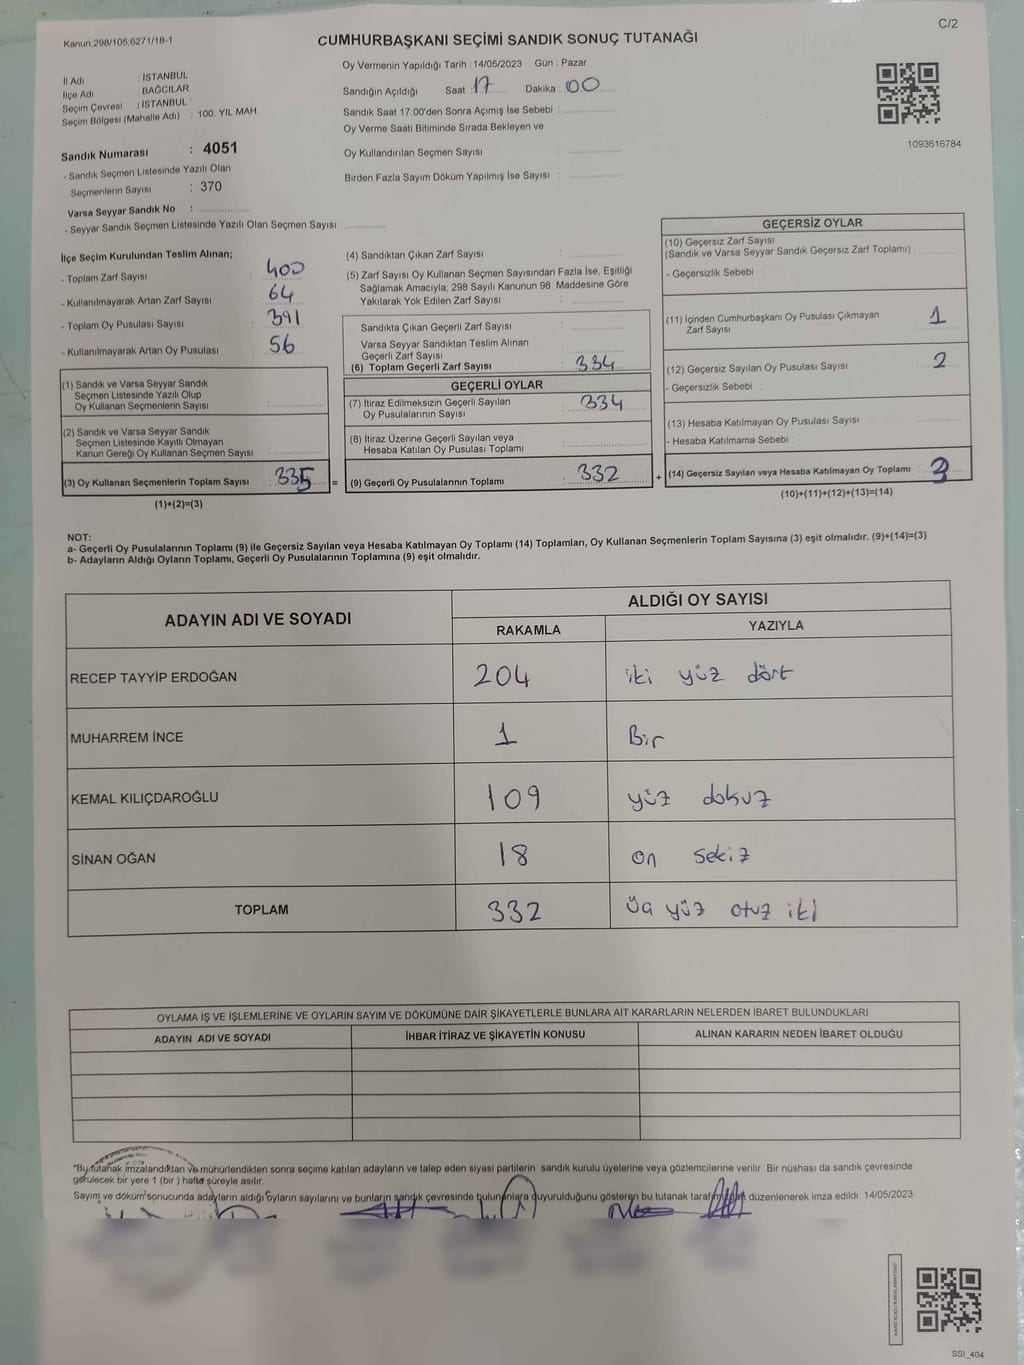 C/2
Kanun:298/105,6271/18-1
CUMHURBAŞKANI SEÇİMİ SANDIK SONUÇ TUTANAĞI
İl Adı : İSTANBUL
İlçe Adı : BAĞCILAR
Seçim Çevresi : İSTANBUL
Seçim Bölgesi (Mahalle Adı) : 100. YIL MAH.
Sandık Numarası : 4051
- Sandık Seçmen Listesinde Yazılı Olan
Seçmenlerin Sayısı : 370
Varsa Seyyar Sandık No :
- Seyyar Sandık Seçmen Listesinde Yazılı Olan Seçmen Sayısı:
Oy Vermenin Yapıldığı Tarih : 14/05/2023 Gün : Pazar
Sandığın Açıldığı Saat : 17 Dakika : 00
Sandık Saat 17:00'den Sonra Açımış İse Sebebi :
Oy Verme Saati Bitiminde Sırada Bekleyen ve
Oy Kullandırılan Seçmen Sayısı :
Birden Fazla Sayım Döküm Yapılmış İse Sayısı :
1093616784
İlçe Seçim Kurulundan Teslim Alınan;
- Toplam Zarf Sayısı : 400
- Kullanılmayarak Artan Zarf Sayısı : 64
- Toplam Oy Pusulası Sayısı : 391
- Kullanılmayarak Artan Oy Pusulası : 56
(1) Sandık ve Varsa Seyyar Sandık
Seçmen Listesinde Yazılı Olup
Oy Kullanan Seçmenlerin Sayısı :
(2) Sandık ve Varsa Seyyar Sandık
Seçmen Listesinde Kayıtlı Olmayan
Kanun Gereği Oy Kullanan Seçmen Sayısı :
(3) Oy Kullanan Seçmenlerin Toplam Sayısı : 335
(1)+(2)=(3)
=
(4) Sandıktan Çıkan Zarf Sayısı :
(5) Zarf Sayısı Oy Kullanan Seçmen Sayısından Fazla İse, Eşitliği
Sağlamak Amacıyla; 298 Sayılı Kanunun 98. Maddesine Göre
Yakılarak Yok Edilen Zarf Sayısı :
Sandıkta Çıkan Geçerli Zarf Sayısı :
Varsa Seyyar Sandıktan Teslim Alınan
Geçerli Zarf Sayısı :
(6) Toplam Geçerli Zarf Sayısı : 334
GEÇERLİ OYLAR
(7) İtiraz Edilmeksizin Geçerli Sayılan
Oy Pusulalarının Sayısı : 334
(8) İtiraz Üzerine Geçerli Sayılan veya
Hesaba Katılan Oy Pusulası Toplamı :
(9) Geçerli Oy Pusulalarının Toplamı : 332
+
GEÇERSİZ OYLAR
(10) Geçersiz Zarf Sayısı
(Sandık ve Varsa Seyyar Sandık Geçersiz Zarf Toplamı) :
- Geçersizlik Sebebi :
(11) İçinden Cumhurbaşkanı Oy Pusulası Çıkmayan
Zarf Sayısı : 1
(12) Geçersiz Sayılan Oy Pusulası Sayısı : 2
- Geçersizlik Sebebi :
(13) Hesaba Katılmayan Oy Pusulası Sayısı :
- Hesaba Katılmama Sebebi :
(14) Geçersiz Sayılan veya Hesaba Katılmayan Oy Toplamı : 3
(10)+(11)+(12)+(13)=(14)
NOT:
a- Geçerli Oy Pusulalarının Toplamı (9) ile Geçersiz Sayılan veya Hesaba Katılmayan Oy Toplamı (14) Toplamları, Oy Kullanan Seçmenlerin Toplam Sayısına (3) eşit olmalıdır. (9)+(14)=(3)
b- Adayların Aldığı Oyların Toplamı, Geçerli Oy Pusulalarının Toplamına (9) eşit olmalıdır.
ADAYIN ADI VE SOYADI
ALDIĞI OY SAYISI
RAKAMLA YAZIYLA
RECEP TAYYİP ERDOĞAN 204 iki yüz dört
MUHARREM İNCE 1 Bir
KEMAL KILIÇDAROĞLU 109 yüz dokuz
SİNAN OĞAN 18 on sekiz
TOPLAM 332 üç yüz otuz iki
OYLAMA İŞ VE İŞLEMLERİNE VE OYLARIN SAYIM VE DÖKÜMÜNE DAİR ŞİKAYETLERLE BUNLARA AİT KARARLARIN NELERDEN İBARET BULUNDUKLARI
ADAYIN ADI VE SOYADI İHBAR İTİRAZ VE ŞİKAYETİN KONUSU ALINAN KARARIN NEDEN İBARET OLDUĞU
*Bu tutanak imzalandıktan ve mühürlendikten sonra seçime katılan adayların ve talep eden siyasi partilerin sandık kurulu üyelerine veya gözlemcilerine verilir. Bir nüshası da sandık çevresinde
görülecek bir yere 1 (bir ) hafta süreyle asılır.
Sayım ve döküm sonucunda adayların aldığı oyların sayılarını ve bunların sandık çevresinde bulunanlara duyurulduğunu gösteren bu tutanak düzenlenerek imza edildi. 14/05/2023
SSI_404